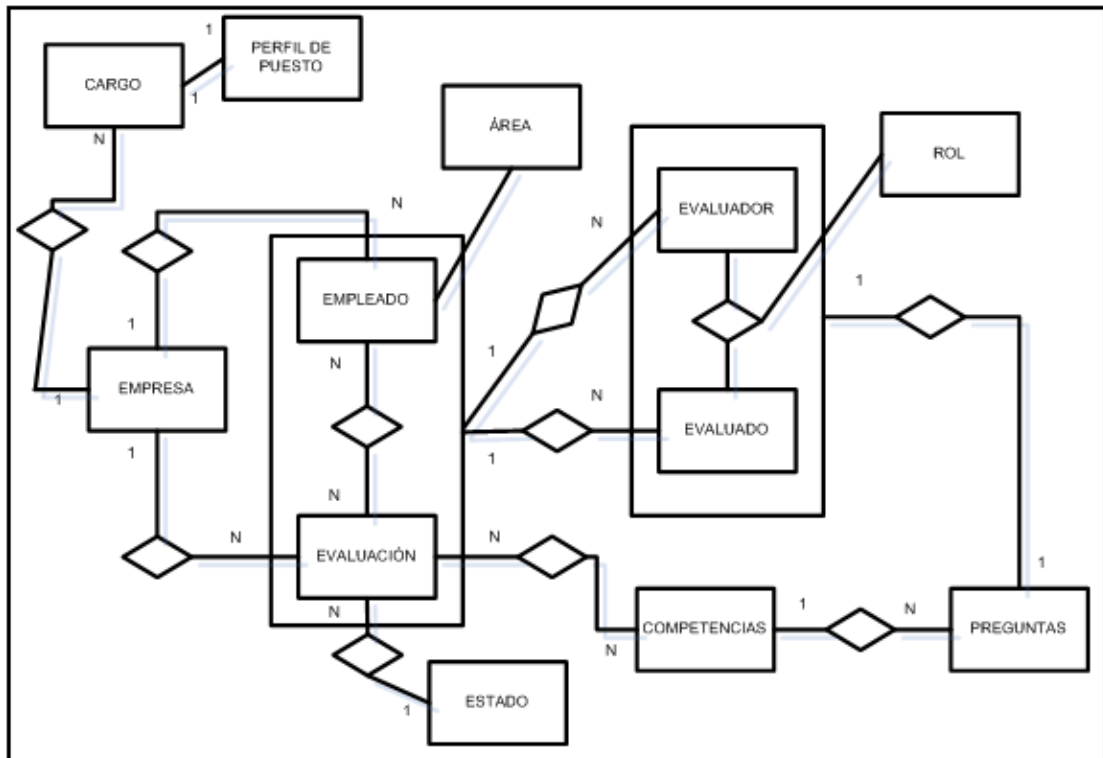 1
PERFIL DE
PUESTO
CARGO
1
N
ÁREA
ROL
N
EVALUADOR
N
EMPLEADO
1
1
1
N
N
EMPRESA
1
EVALUADO
1
1
N
N
N
EVALUACIÓN
N
1
1
N
COMPETENCIAS
PREGUNTAS
N
N
ESTADO
1